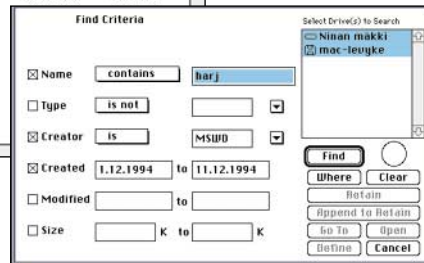 Find Criteria
Select Drive(s) to Search
Ninan mäkki
mac-levyke
Name contains harj
Type is not
Creator is MSWD
Created 1.12.1994 to 11.12.1994
Modified to
Size K to K
Find
Where Clear
Retain
Append to Retain
Go To Open
Define Cancel